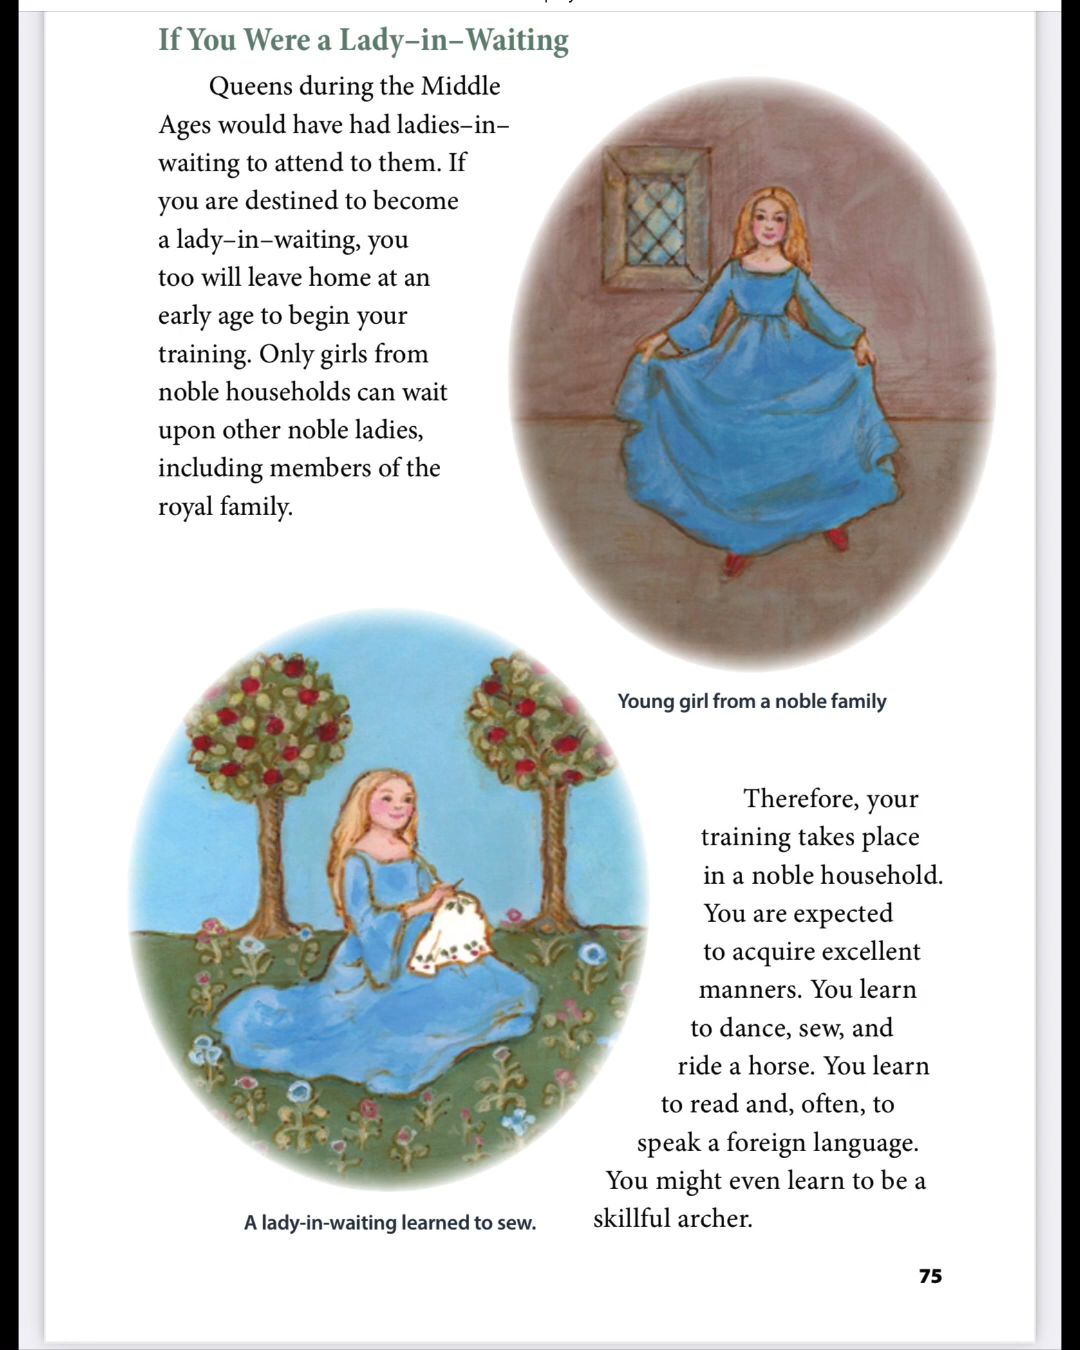 If You Were a Lady–in–Waiting
Queens during the Middle
Ages would have had ladies–in–
waiting to attend to them. If
you are destined to become
a lady–in–waiting, you
too will leave home at an
early age to begin your
training. Only girls from
noble households can wait
upon other noble ladies,
including members of the
royal family.
Young girl from a noble family
Therefore, your
training takes place
in a noble household.
You are expected
to acquire excellent
manners. You learn
to dance, sew, and
ride a horse. You learn
to read and, often, to
speak a foreign language.
You might even learn to be a
skillful archer.
A lady-in-waiting learned to sew.
75